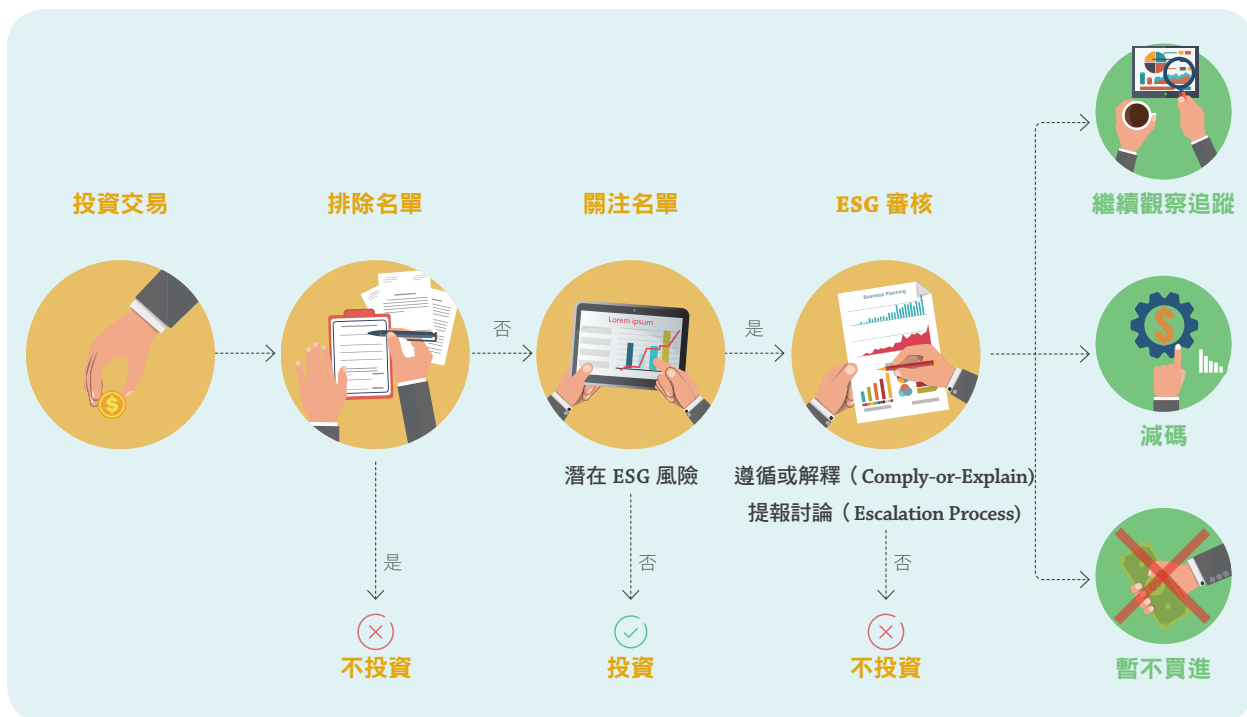 投資交易
排除名單
關注名單
ESG 審核
繼續觀察追蹤
否
是
Lorem ipsum
Business Planning
減碼
潛在 ESG 風險
遵循或解釋（Comply-or-Explain)
提報討論（Escalation Process)
是
否
否
不投資
投資
不投資
暫不買進